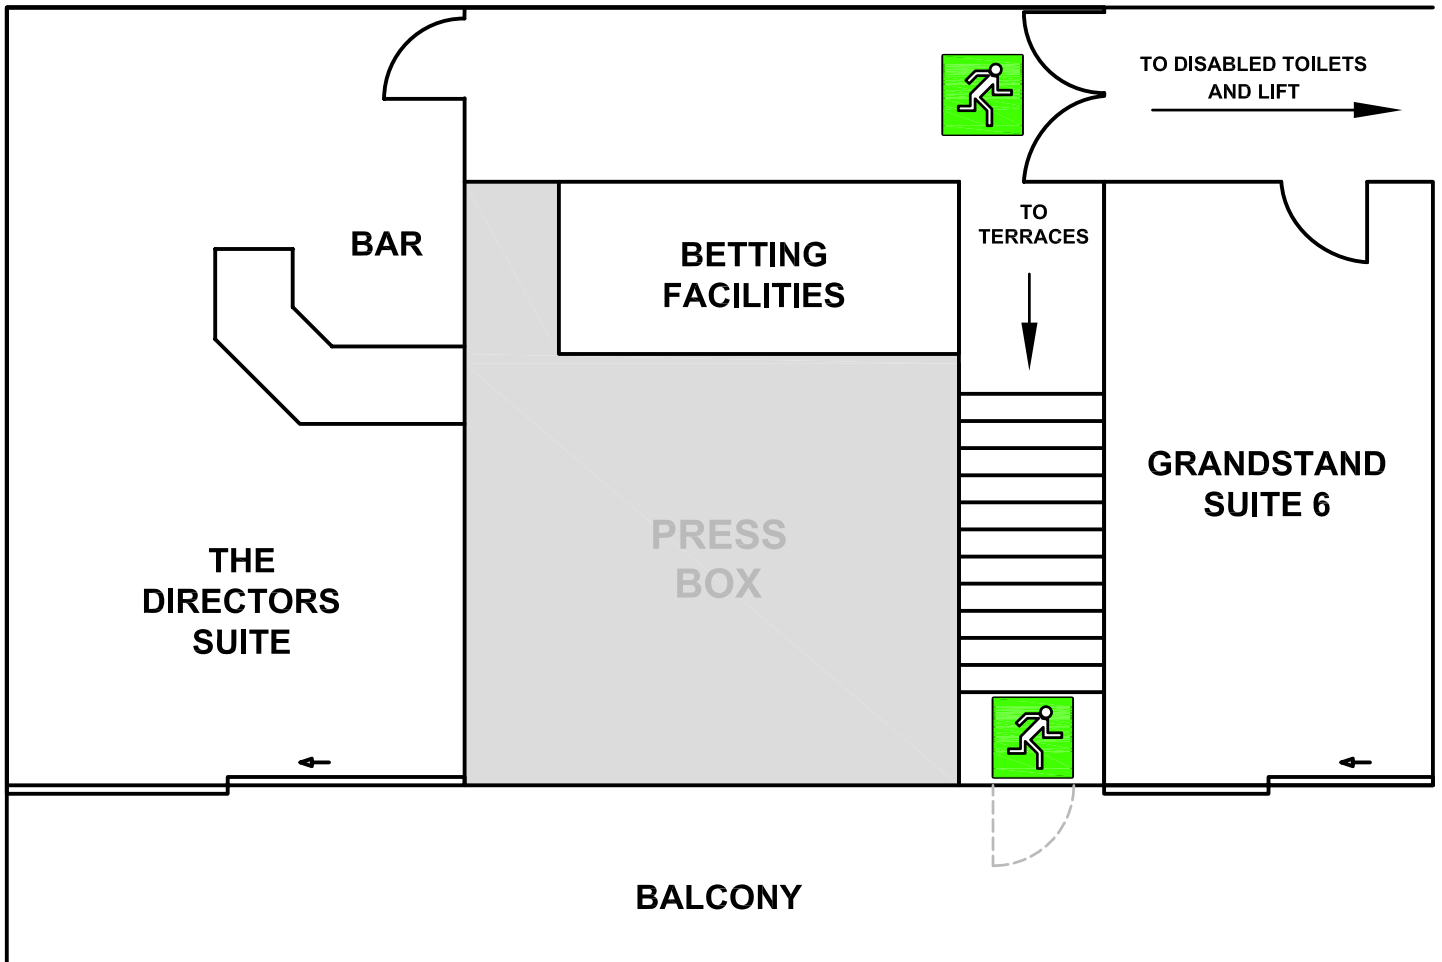 TO DISABLED TOILETS
AND LIFT
TO
TERRACES
BAR
BETTING
FACILITIES
GRANDSTAND
SUITE 6
PRESS
BOX
THE
DIRECTORS
SUITE
BALCONY